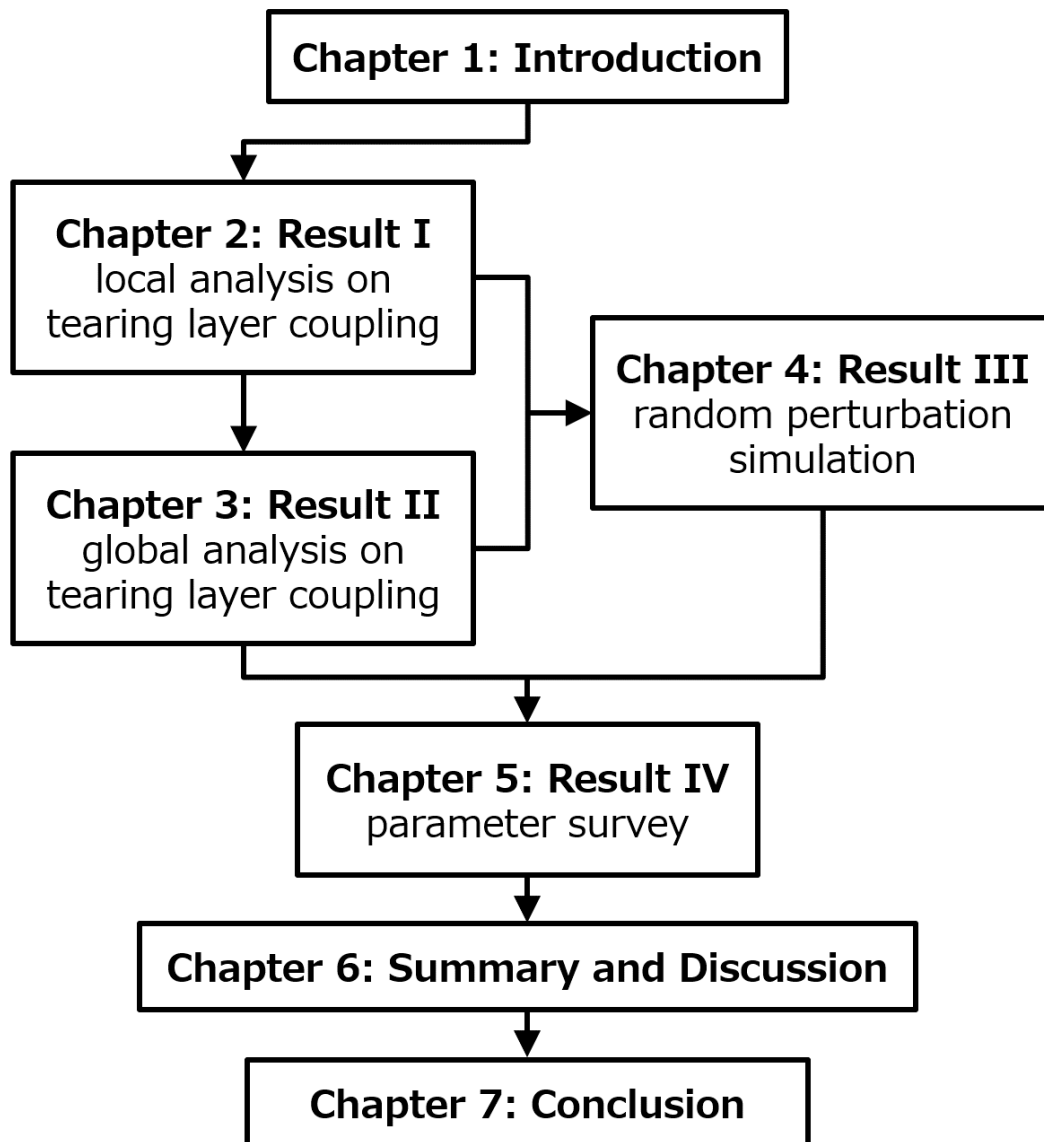 Chapter 1: Introduction
Chapter 2: Result I
local analysis on
tearing layer coupling
Chapter 3: Result II
global analysis on
tearing layer coupling
Chapter 4: Result III
random perturbation
simulation
Chapter 5: Result IV
parameter survey
Chapter 6: Summary and Discussion
Chapter 7: Conclusion